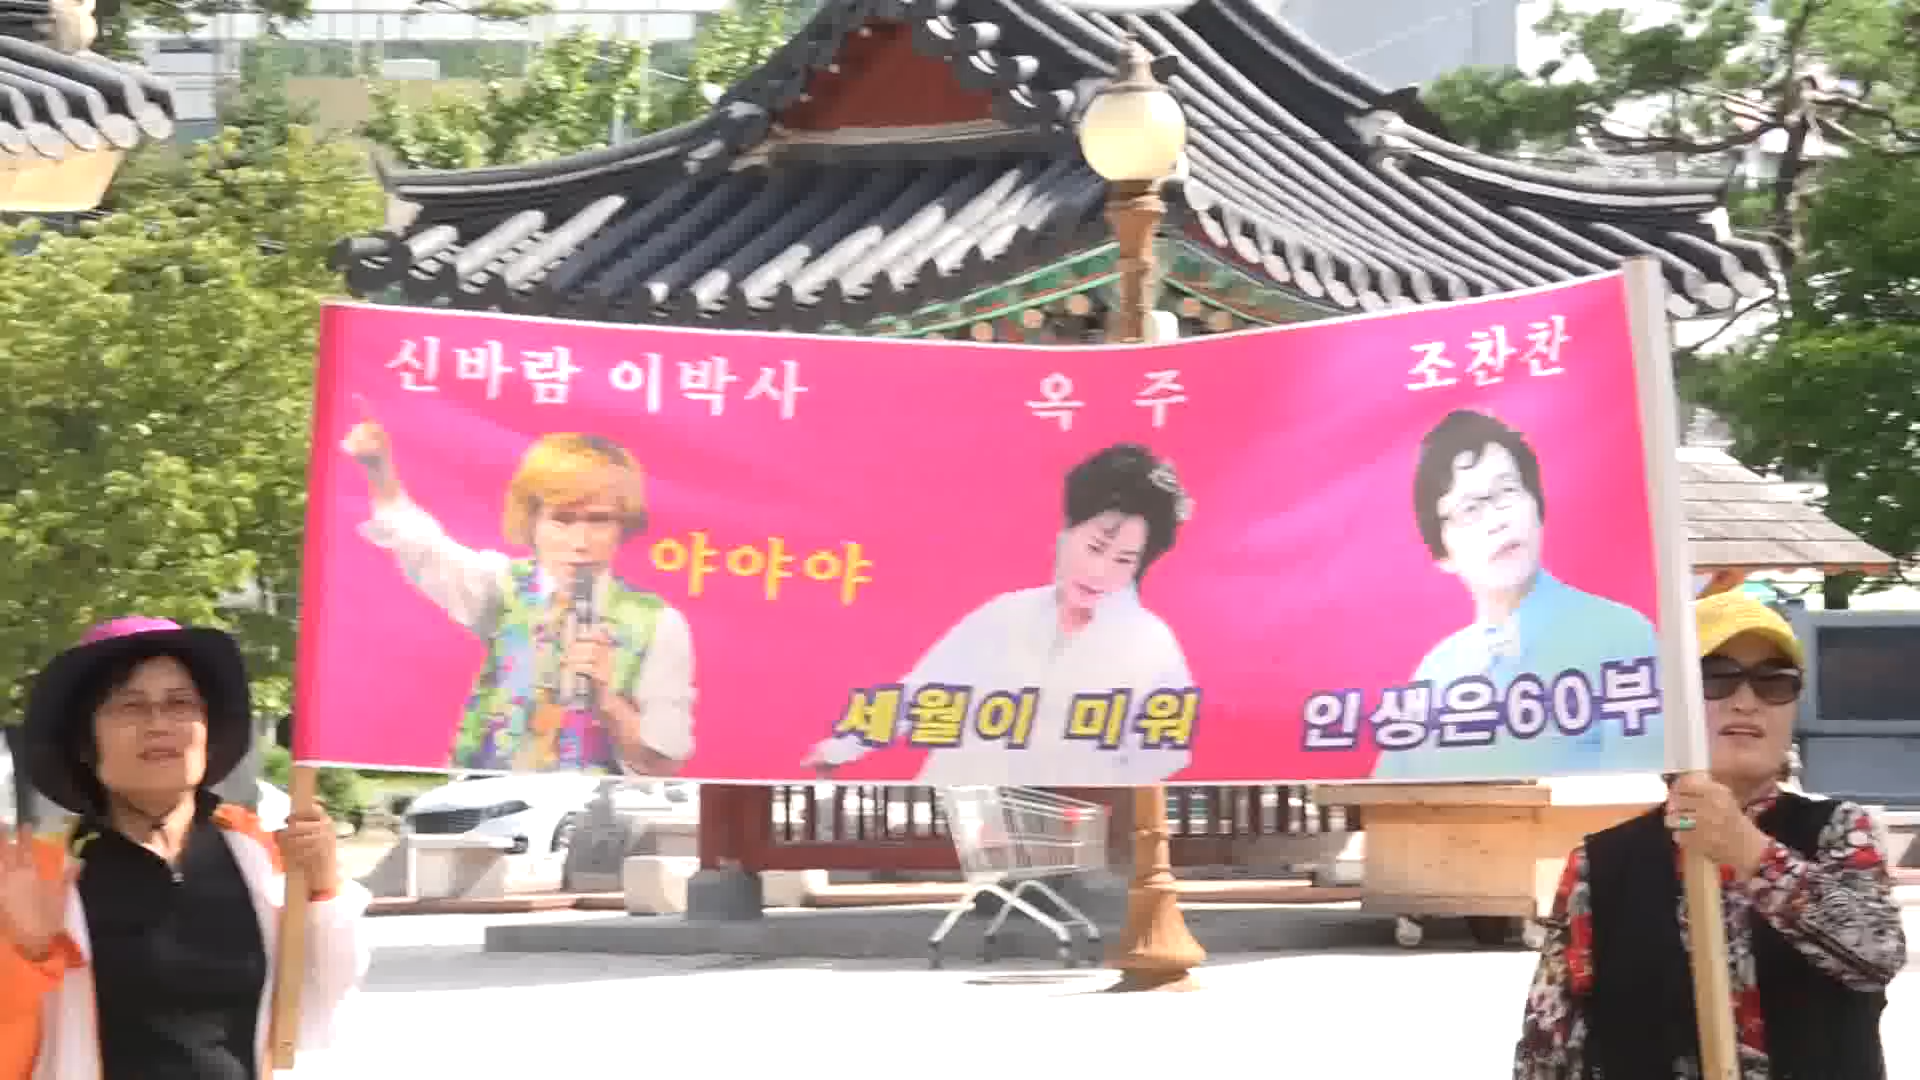 신바람 이박사
옥 주
조찬찬
야야야
세월이 미워
인생은60부